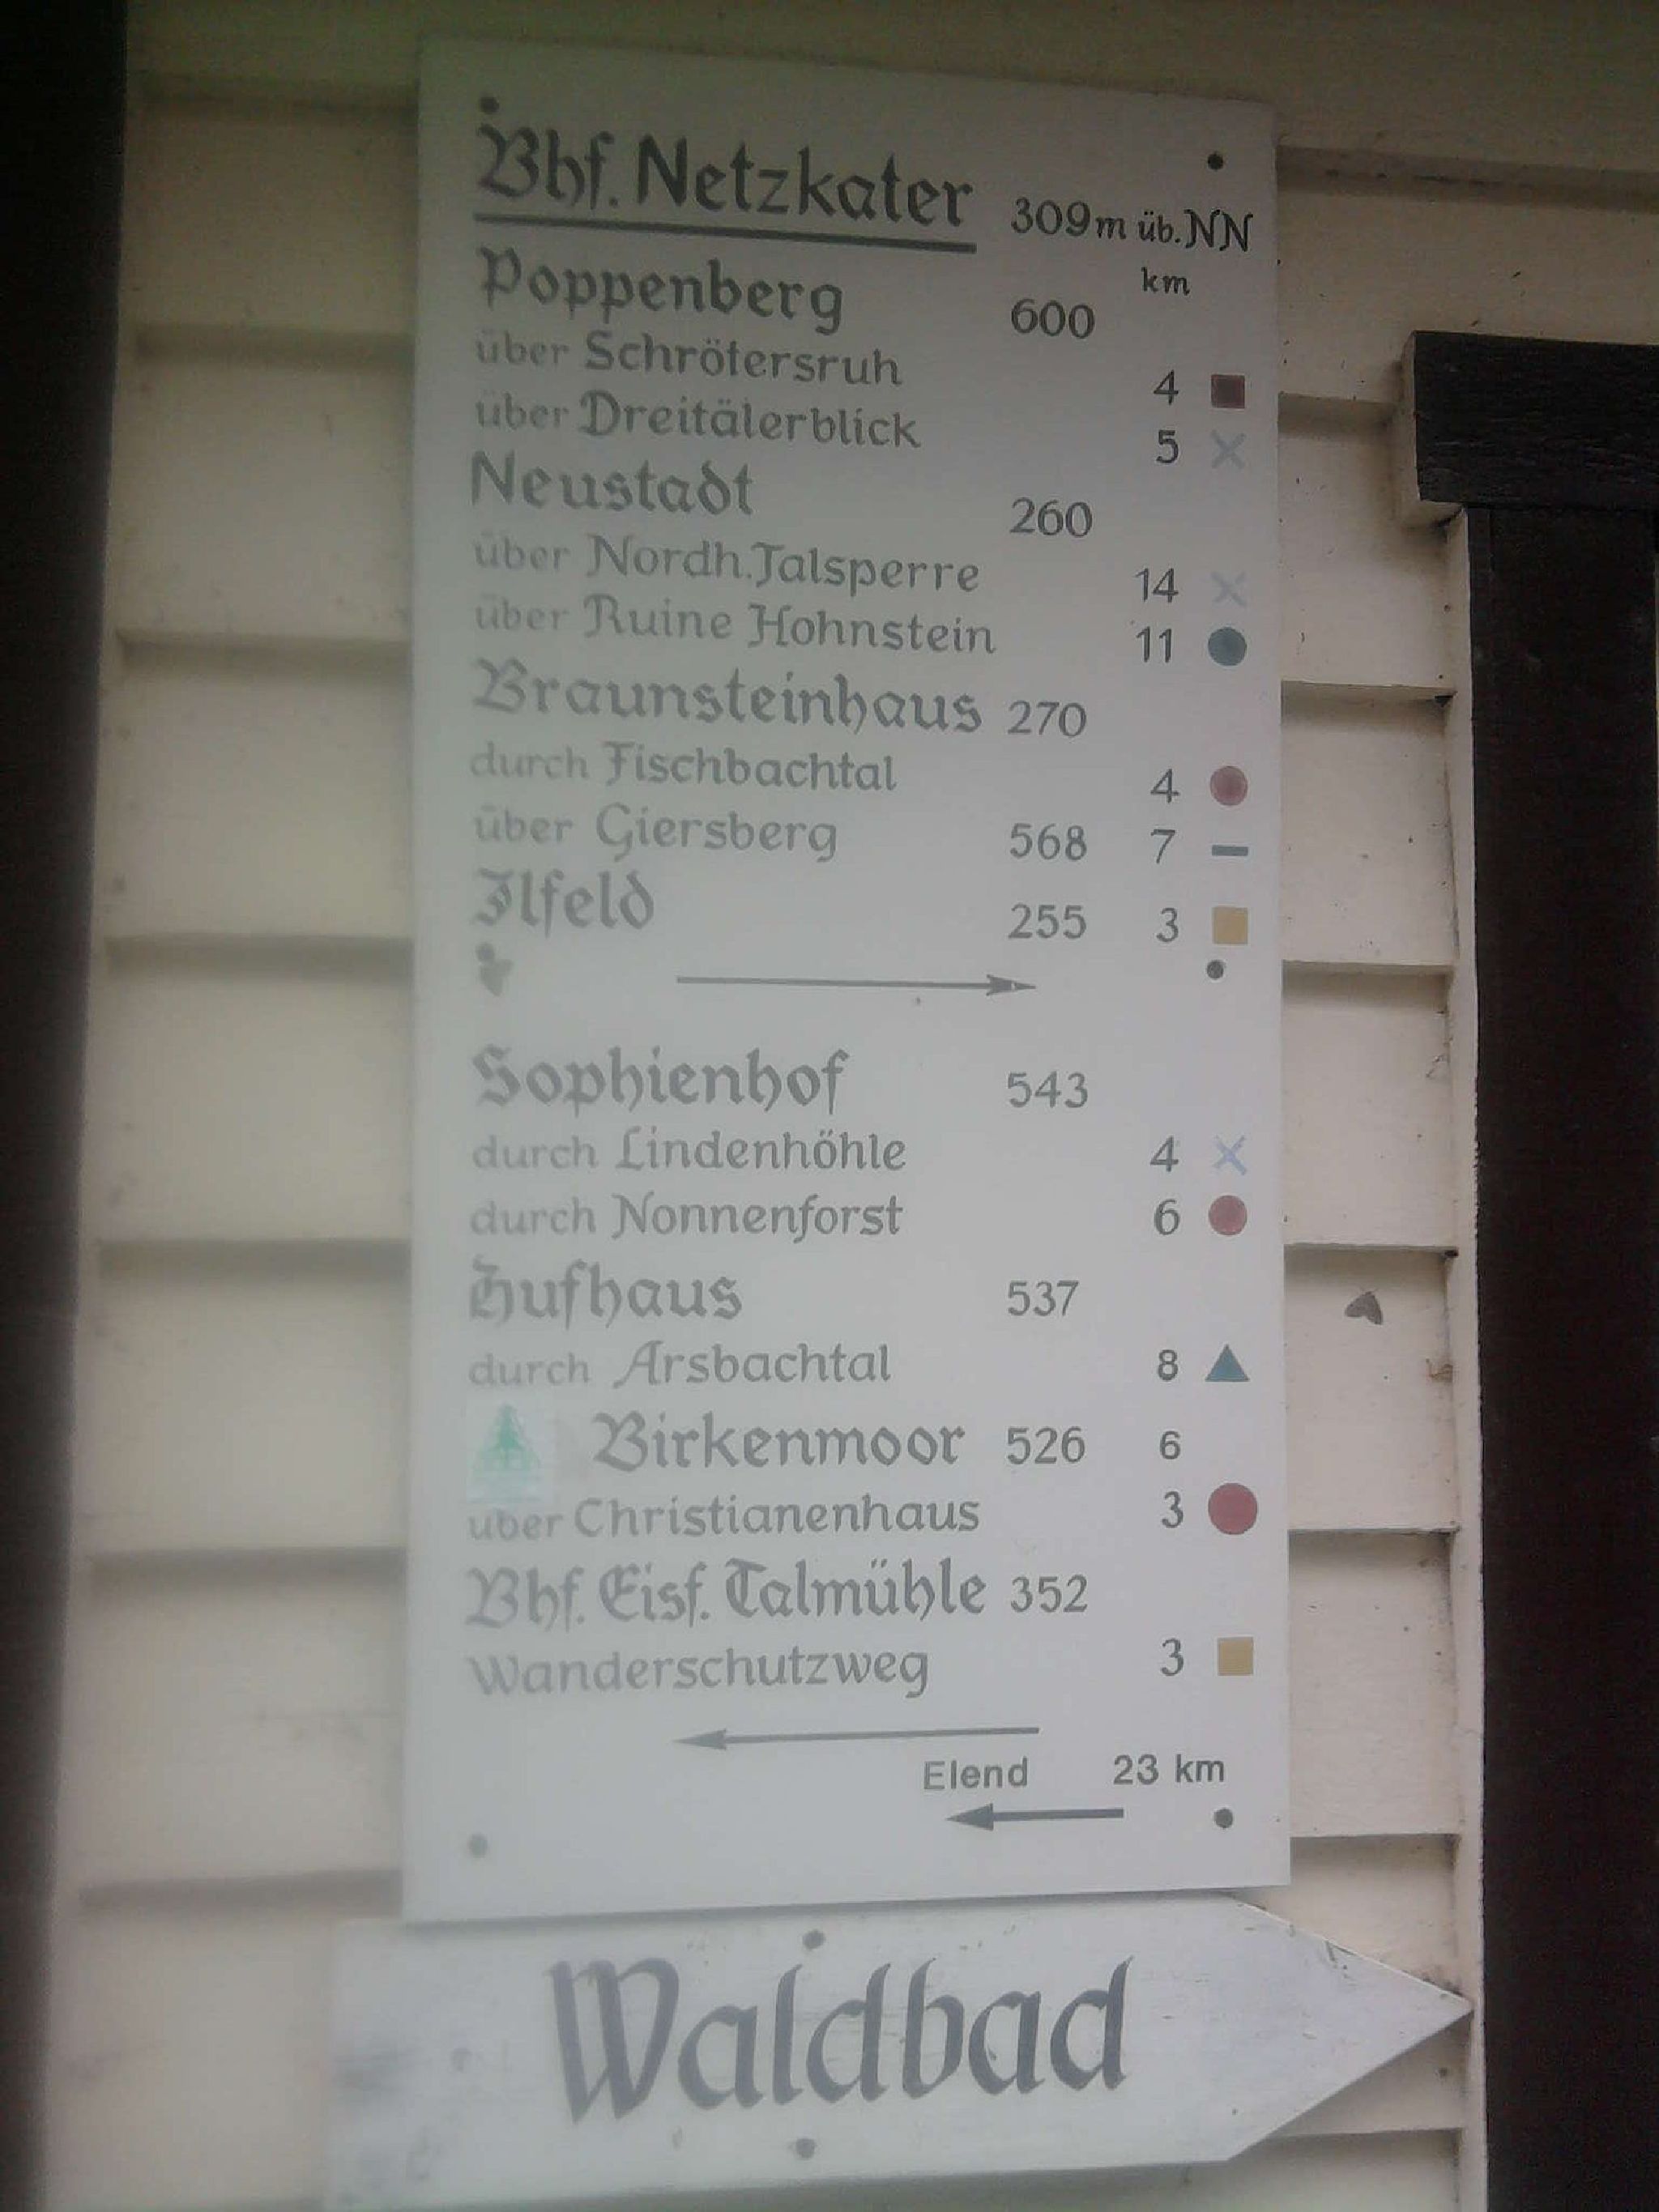 Bhf. Netzkater 309m üb. NN
km
Poppenberg 600
über Schrötersruh 4
über Dreitälerblick 5
Neustadt 260
über Nordh. Talsperre 14
über Ruine Hohnstein 11
Braunsteinhaus 270
durch Fischbachtal 4
über Giersberg 568 7
Ilfeld 255 3
Sophienhof 543
durch Lindenhöhle 4
durch Nonnenforst 6
Hufhaus 537
durch Arsbachtal 8
Birkenmoor 526 6
über Christianenhaus 3
Bhf. Eisf. Talmühle 352
Wanderschutzweg 3
Elend 23 km
Waldbad